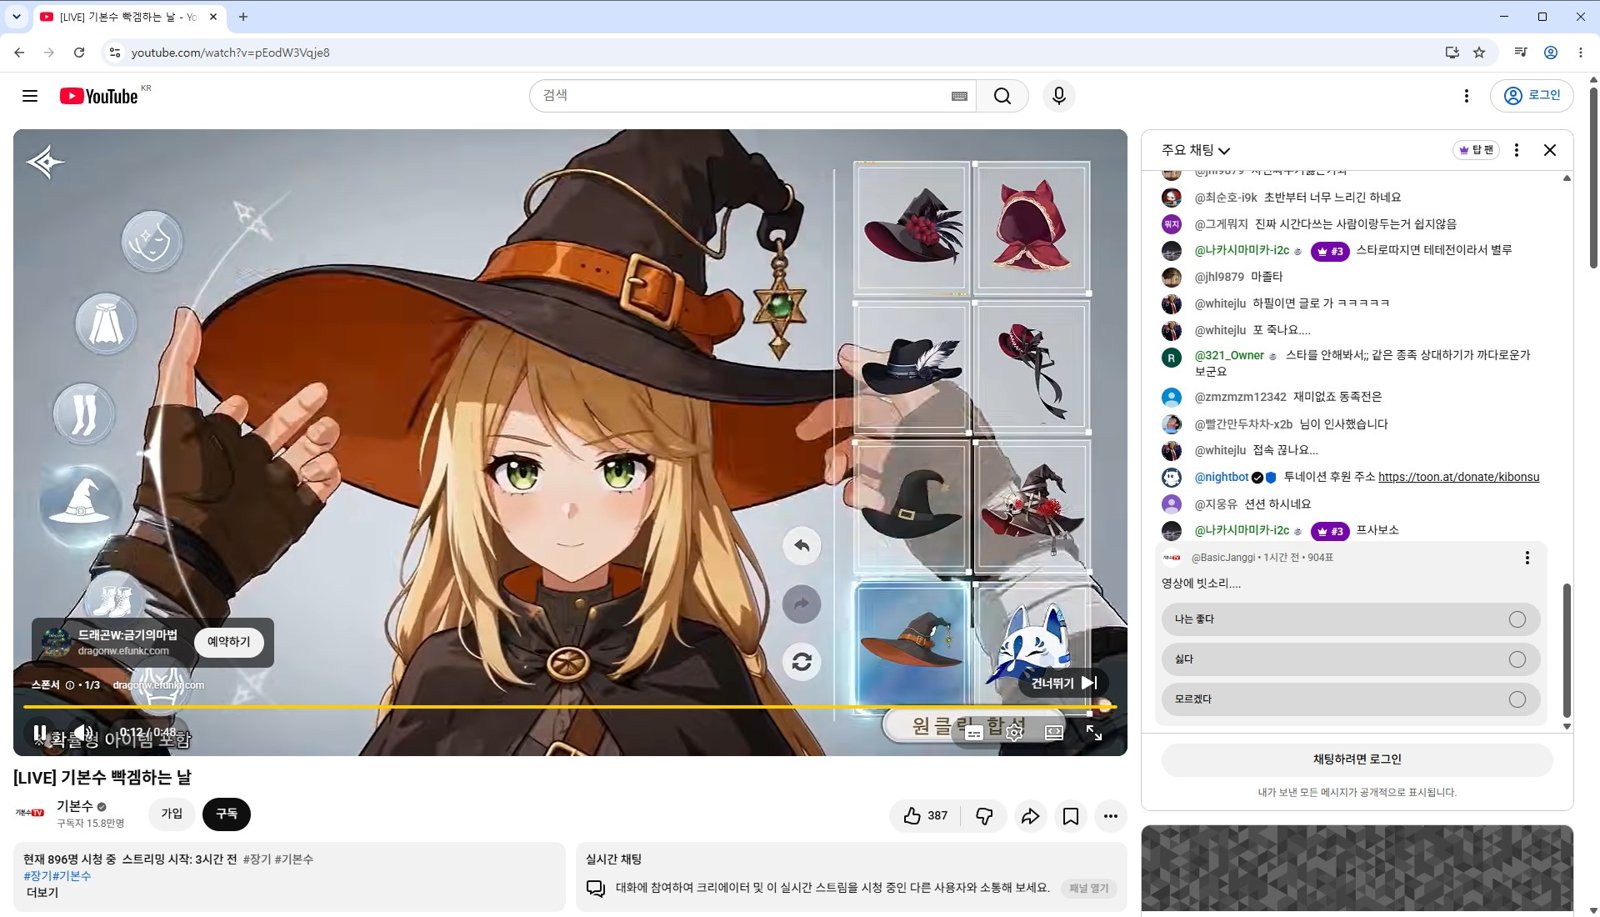 [LIVE] 기본수 빡겜하는 날 - Yo
youtube.com/watch?v=pEodW3Vqje8
YouTube KR
검색
로그인
드래곤W:금기의마법
dragonw.efunkr.com
예약하기
스폰서 • 1/3 dragonw.efunkr.com
건너뛰기
원클릭 합성
0:12 / 0:48
※확률형 아이템 포함
[LIVE] 기본수 빡겜하는 날
기본수TV
기본수
구독자 15.8만명
가입
구독
387
현재 896명 시청 중 스트리밍 시작: 3시간 전 #장기 #기본수
#장기#기본수
더보기
실시간 채팅
대화에 참여하여 크리에이터 및 이 실시간 스트림을 시청 중인 다른 사용자와 소통해 보세요.
패널 열기
주요 채팅
탑 팬
@jhl9879
@최순호-i9k 초반부터 너무 느리긴 하네요
뭐지 @그게뭐지 진짜 시간다쓰는 사람이랑두는거 쉽지않음
@나카시마미카-i2c #3 스타로따지면 테테전이라서 별루
@jhl9879 마졸타
@whitejlu 하필이면 글로 가 ㅋㅋㅋㅋㅋ
@whitejlu 포 죽나요....
R @321_Owner 스타를 안해봐서;; 같은 종족 상대하기가 까다로운가
보군요
@zmzmzm12342 재미없죠 동족전은
@빨간만두차차-x2b 님이 인사했습니다
@whitejlu 접속 끊나요...
@nightbot 투네이션 후원 주소 https://toon.at/donate/kibonsu
@지웅유 션션 하시네요
@나카시마미카-i2c #3 프사보소
@BasicJanggi • 1시간 전 • 904표
영상에 빗소리....
나는 좋다
싫다
모르겠다
채팅하려면 로그인
내가 보낸 모든 메시지가 공개적으로 표시됩니다.